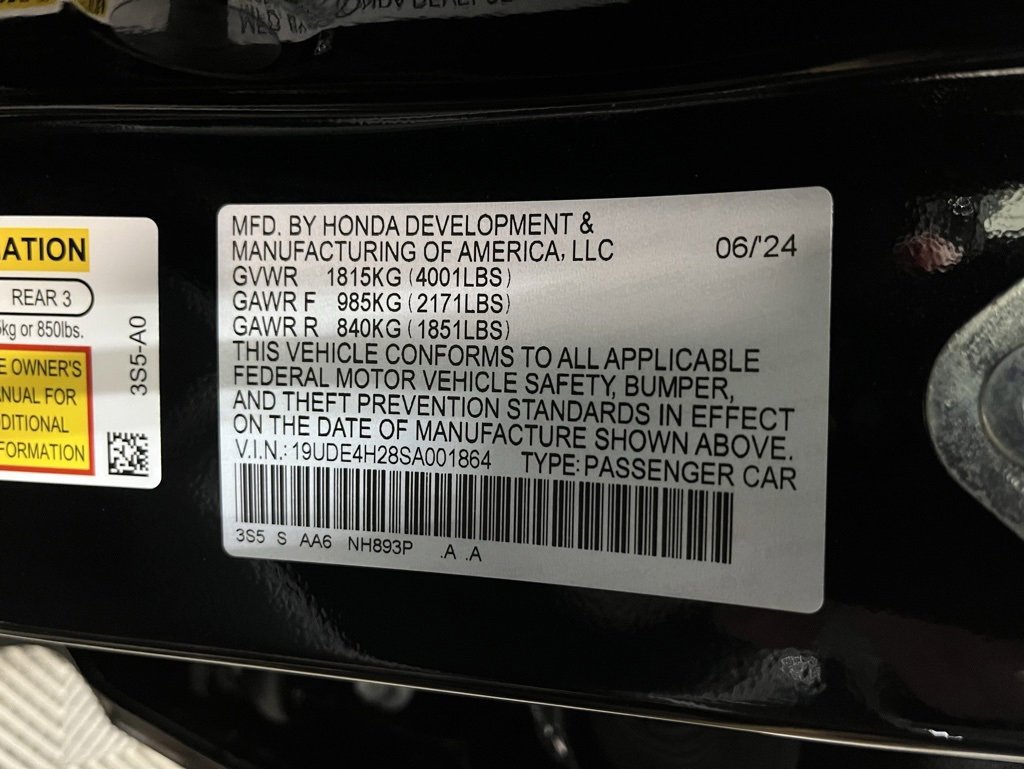 ATION
REAR 3
kg or 850lbs.
OWNER'S
FOR
3S5-A0
MFD. BY HONDA DEVELOPMENT &
MANUFACTURING OF AMERICA, LLC
06/'24
GVWR 1815KG (4001LBS)
GAWR F 985KG (2171LBS)
GAWR R 840KG (1851LBS)
THIS VEHICLE CONFORMS TO ALL APPLICABLE
FEDERAL MOTOR VEHICLE SAFETY, BUMPER,
AND THEFT PREVENTION STANDARDS IN EFFECT
ON THE DATE OF MANUFACTURE SHOWN ABOVE.
V.I.N.: 19UDE4H28SA001864 TYPE: PASSENGER CAR
3S5 S AA6 NH893P .A .A